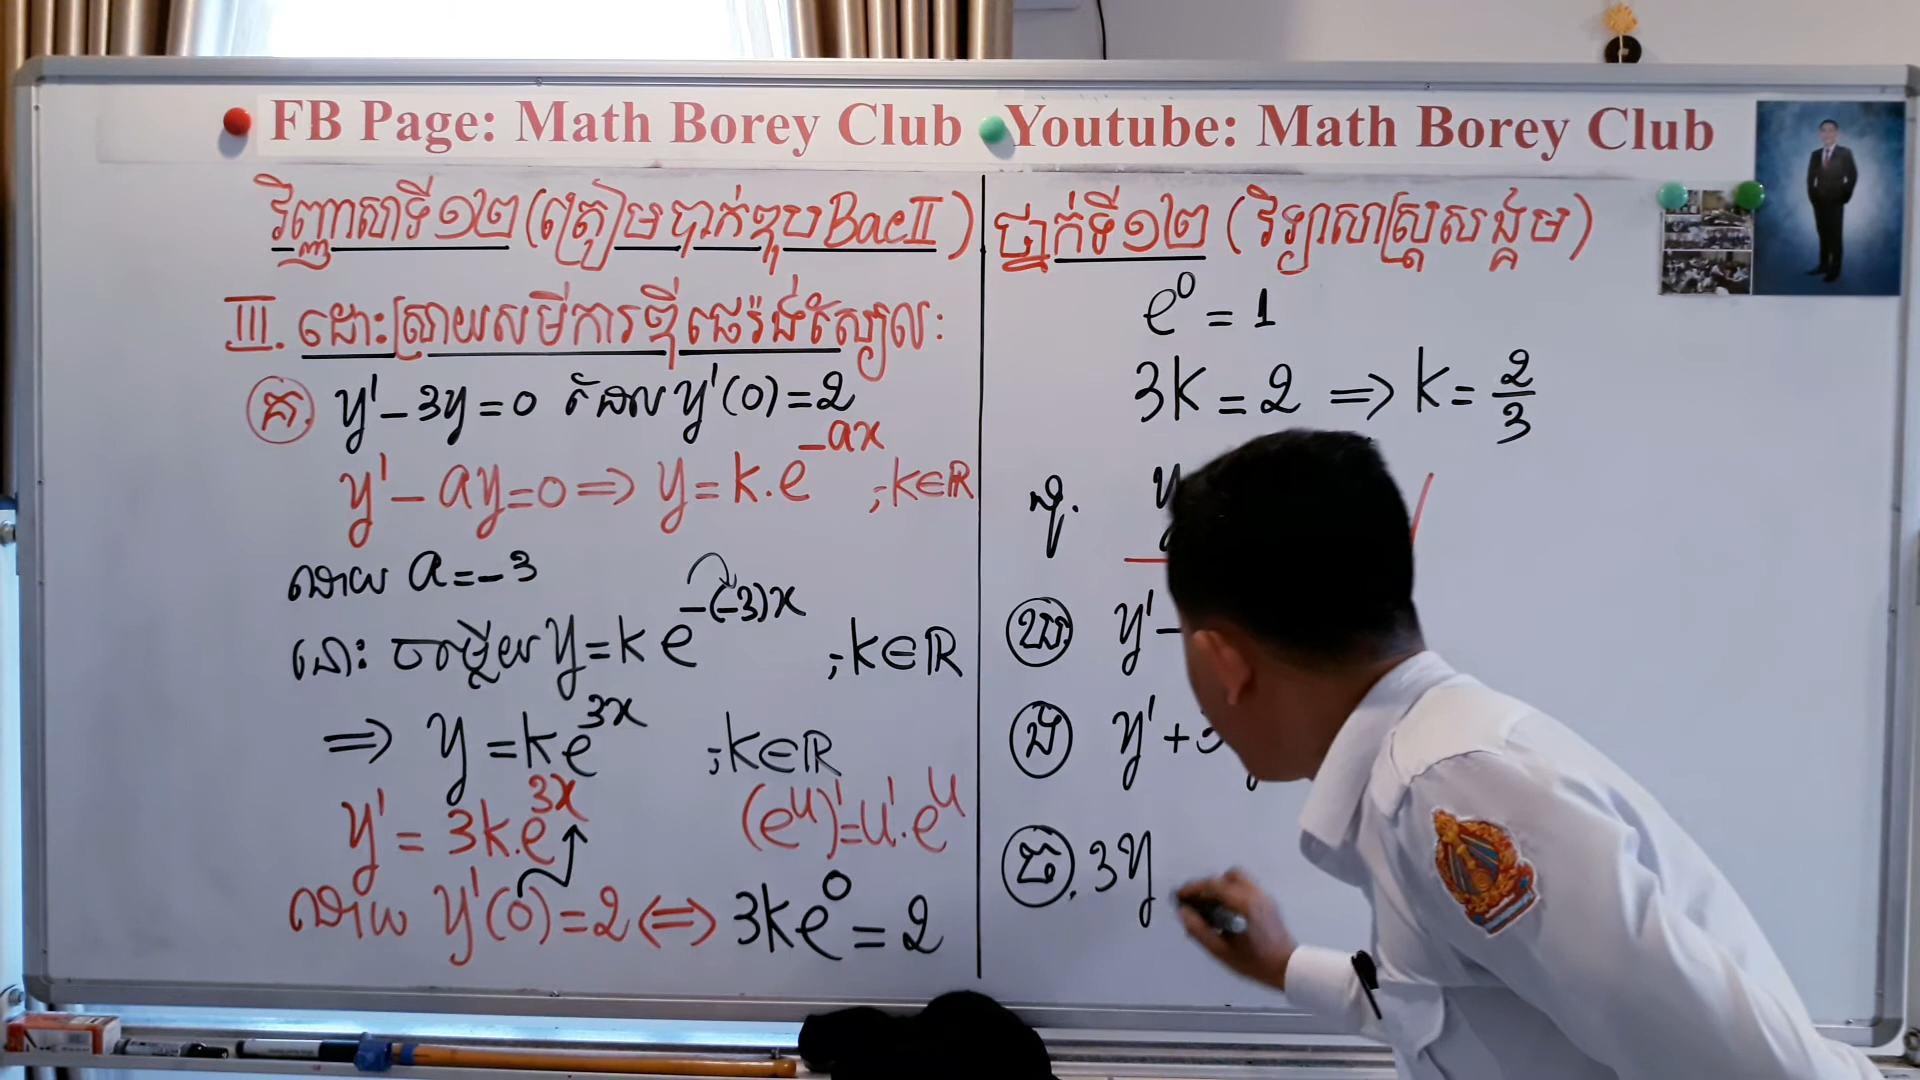 FB Page: Math Borey Club Youtube: Math Borey Club
វិញ្ញាសាទី១២ (ត្រៀមបាក់ឌុប BacII)
III. ដោះស្រាយសមីការឌីផេរ៉ង់ស្យែល:
គ. y' - 3y = 0 ដែល y'(0) = 2
y' - ay = 0 ⇒ y = k.e^{-ax} ; k∈ℝ
ដោយ a = -3
នោះ ចម្លើយ y = k e^{-(-3)x} ; k∈ℝ
⇒ y = ke^{3x} ; k∈ℝ
y' = 3k.e^{3x} (e^u)' = u'.e^u
ដោយ y'(0) = 2 ⇔ 3ke^0 = 2
ថ្នាក់ទី១២ (វិទ្យាសាស្ត្រសង្គម)
e^0 = 1
3k = 2 ⇒ k = 2/3
y
ឃ. y' -
ង y' +
ច. 3y